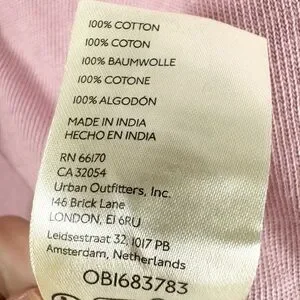 100% COTTON
100% COTON
100% BAUMWOLLE
100% COTONE
100% ALGODÓN
MADE IN INDIA
HECHO EN INDIA
RN 66170
CA 32054
Urban Outfitters, Inc.
146 Brick Lane
LONDON, E1 6RU
Leidsestraat 32, 1017 PB
Amsterdam, Netherlands
OB1683783